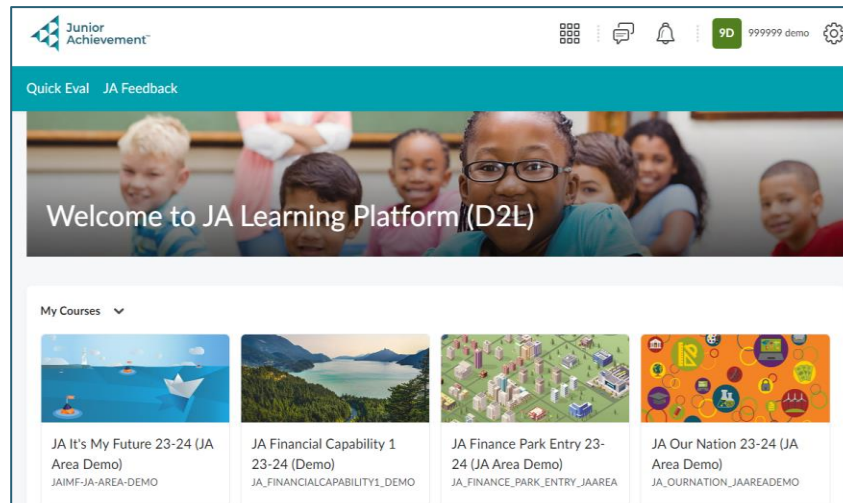 Junior
Achievement™
9D 999999 demo
Quick Eval JA Feedback
Welcome to JA Learning Platform (D2L)
My Courses
JA It's My Future 23-24 (JA
Area Demo)
JAIMF-JA-AREA-DEMO
JA Financial Capability 1
23-24 (Demo)
JA_FINANCIALCAPABILITY1_DEMO
JA Finance Park Entry 23-
24 (JA Area Demo)
JA_FINANCE_PARK_ENTRY_JAAREA
JA Our Nation 23-24 (JA
Area Demo)
JA_OURNATION_JAAREADEMO